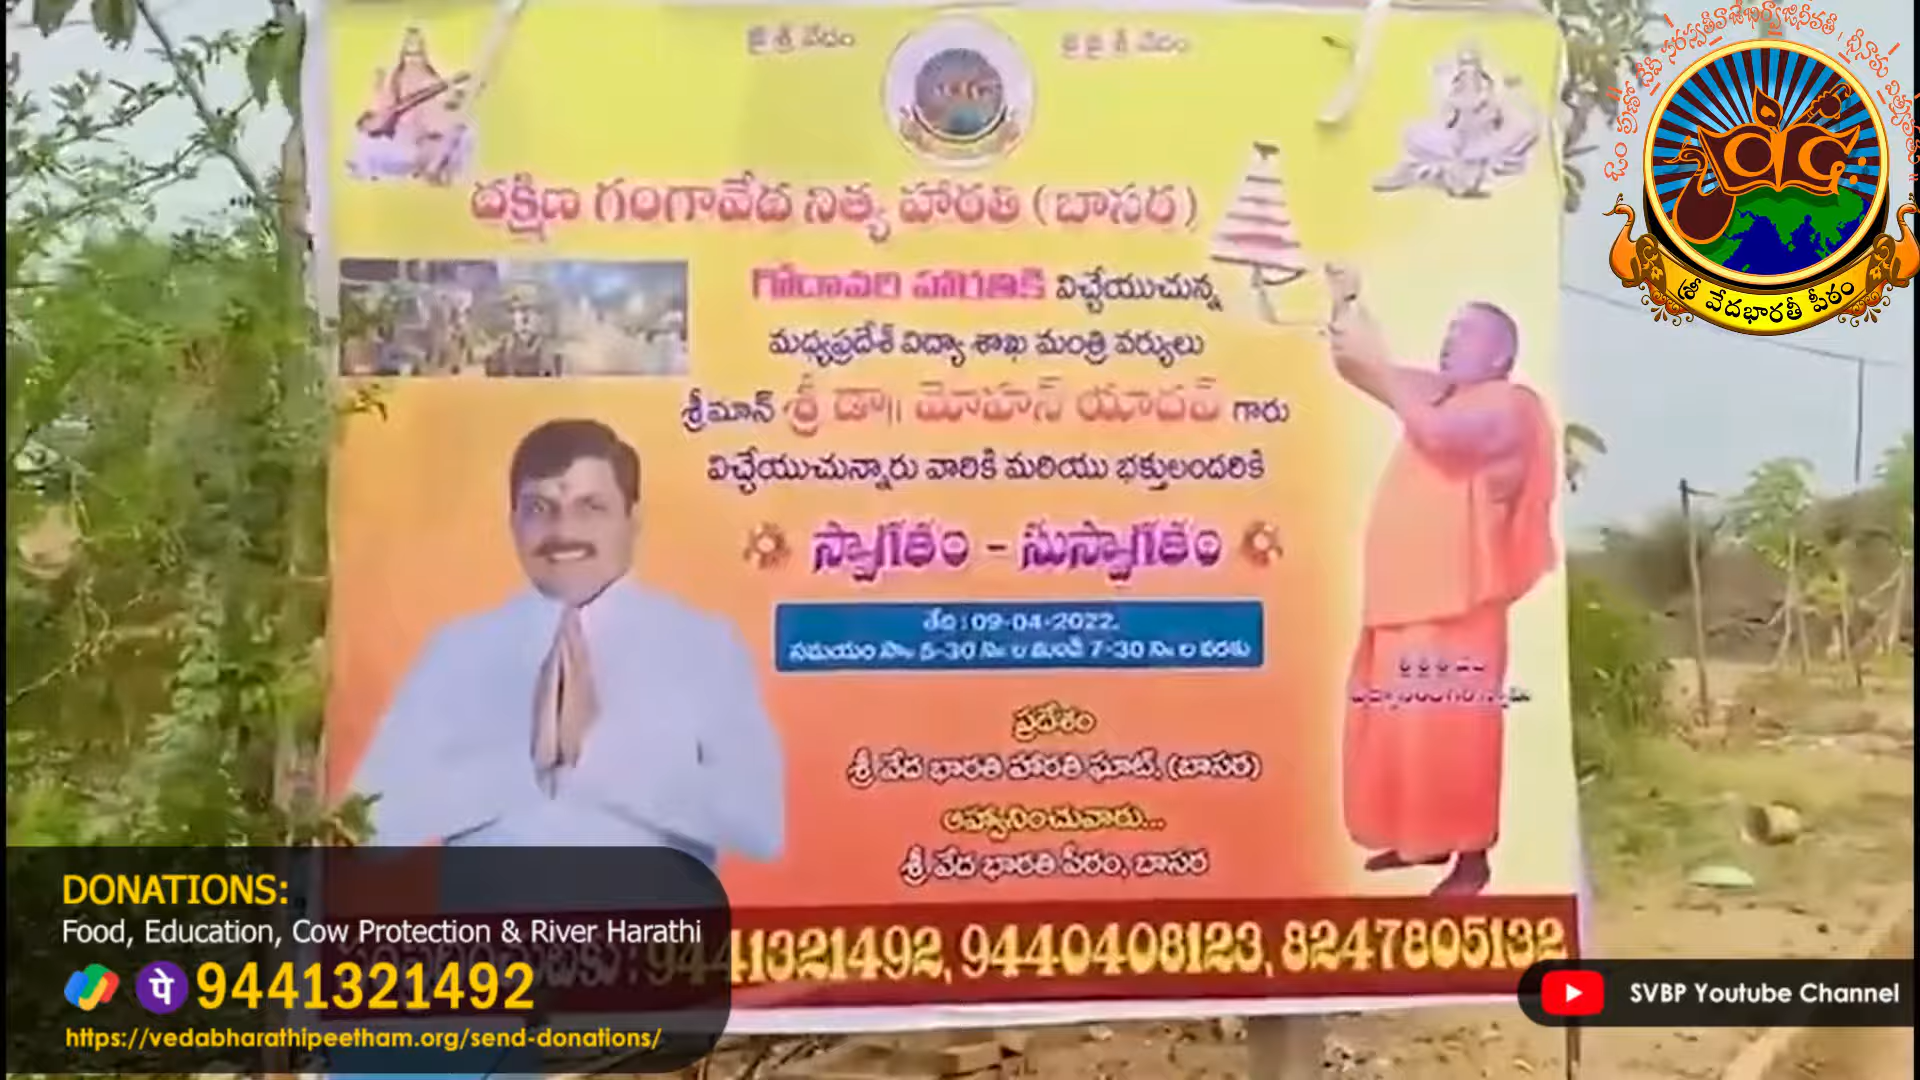 జై శ్రీ వేదం
జై జై శ్రీ వేదం
దక్షిణ గంగావేద నిత్య హారతి (బాసర)
గోదావరి హారతికి విచ్చేయుచున్న
మధ్యప్రదేశ్ విద్యా శాఖ మంత్రి వర్యులు
శ్రీమాన్ శ్రీ డా|| మోహన్ యాదవ్ గారు
విచ్చేయుచున్నారు వారికి మరియు భక్తులందరికి
స్వాగతం - సుస్వాగతం
తేది : 09-04-2022.
సమయం సా॥ 5-30 ని॥ ల నుండి 7-30 ని॥ ల వరకు
ప్రదేశం
శ్రీ వేద భారతి హారతి ఘాట్. (బాసర)
ఆహ్వానించువారు...
శ్రీ వేద భారతి పీఠం, బాసర
9441321492, 9440408123, 8247805132
శ్రీ వేదభారతీ పీఠం
DONATIONS:
Food, Education, Cow Protection & River Harathi
पे 9441321492
https://vedabharathipeetham.org/send-donations/
SVBP Youtube Channel